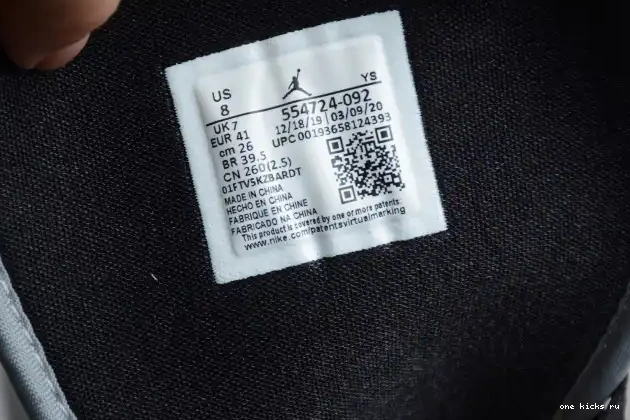 US YS
8 554724-092
UK 7 12/18/19 | 03/09/20
EUR 41 UPC 00193658124393
cm 26
BR 39.5
CN 260(2.5)
01FTV5KZBARDT
MADE IN CHINA
HECHO EN CHINA
FABRIQUE EN CHINE
FABRICADO NA CHINA
This product is covered by one or more patents:
www.nike.com/patentsvirtualmarking
one kicks ru